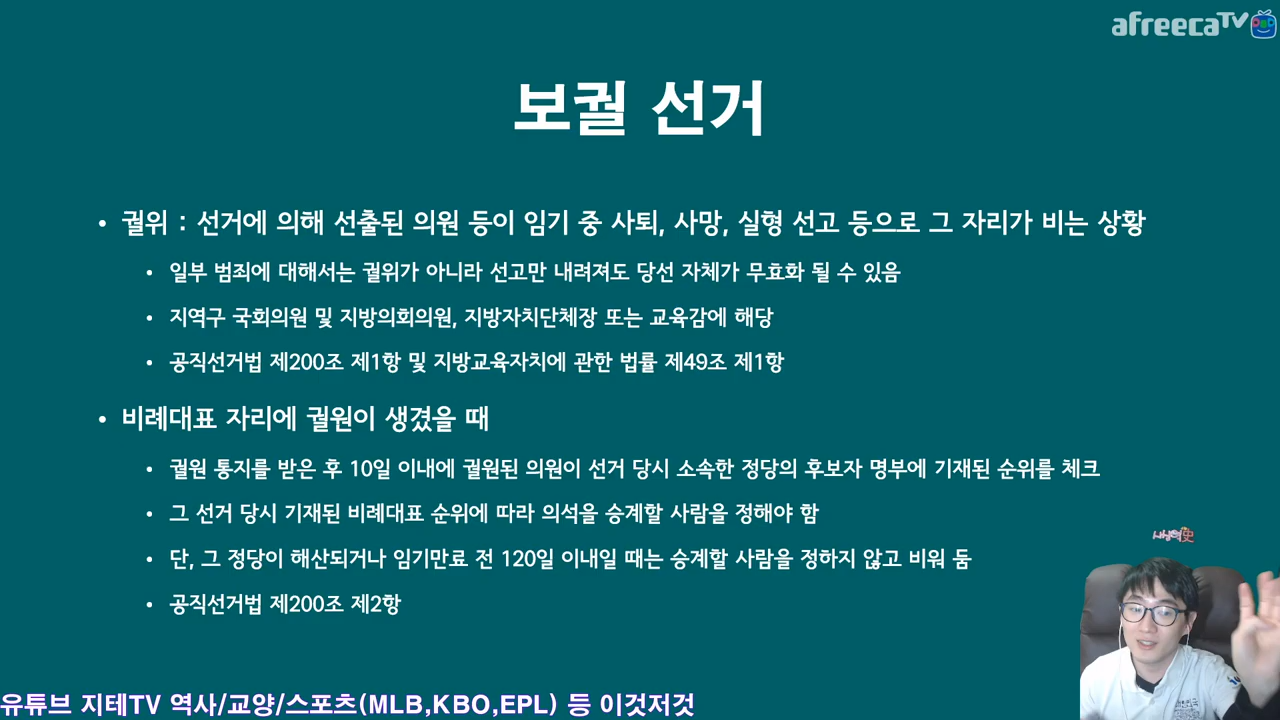 afreecaTV
보궐 선거
• 궐위 : 선거에 의해 선출된 의원 등이 임기 중 사퇴, 사망, 실형 선고 등으로 그 자리가 비는 상황
• 일부 범죄에 대해서는 궐위가 아니라 선고만 내려져도 당선 자체가 무효화 될 수 있음
• 지역구 국회의원 및 지방의회의원, 지방자치단체장 또는 교육감에 해당
• 공직선거법 제200조 제1항 및 지방교육자치에 관한 법률 제49조 제1항
• 비례대표 자리에 궐원이 생겼을 때
• 궐원 통지를 받은 후 10일 이내에 궐원된 의원이 선거 당시 소속한 정당의 후보자 명부에 기재된 순위를 체크
• 그 선거 당시 기재된 비례대표 순위에 따라 의석을 승계할 사람을 정해야 함
• 단, 그 정당이 해산되거나 임기만료 전 120일 이내일 때는 승계할 사람을 정하지 않고 비워 둠
• 공직선거법 제200조 제2항
유튜브 지테TV 역사/교양/스포츠(MLB,KBO,EPL) 등 이것저것